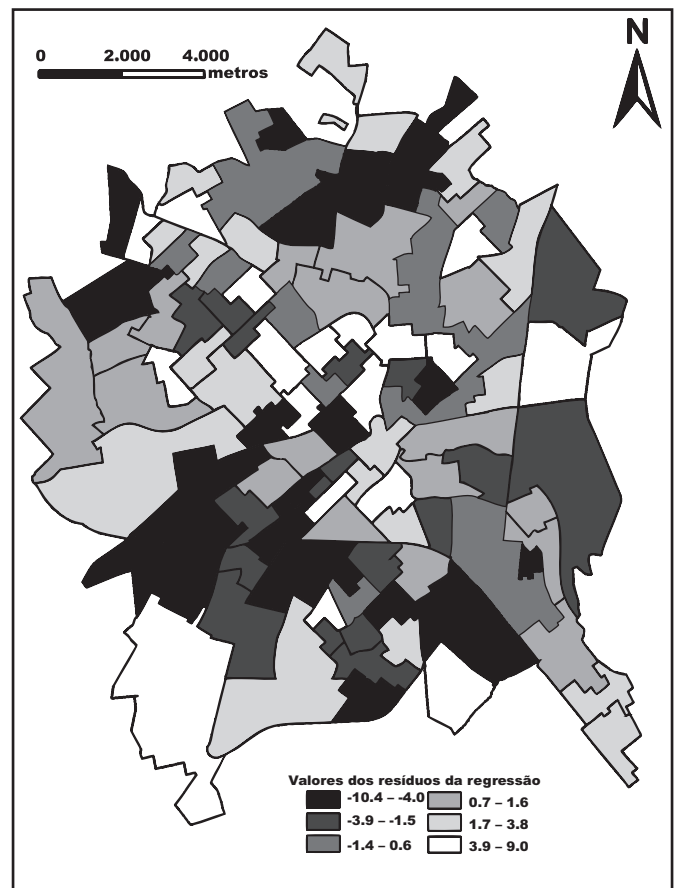 0 2.000 4.000
metros
N
Valores dos resíduos da regressão
-10.4 – -4.0
-3.9 – -1.5
-1.4 – 0.6
0.7 – 1.6
1.7 – 3.8
3.9 – 9.0